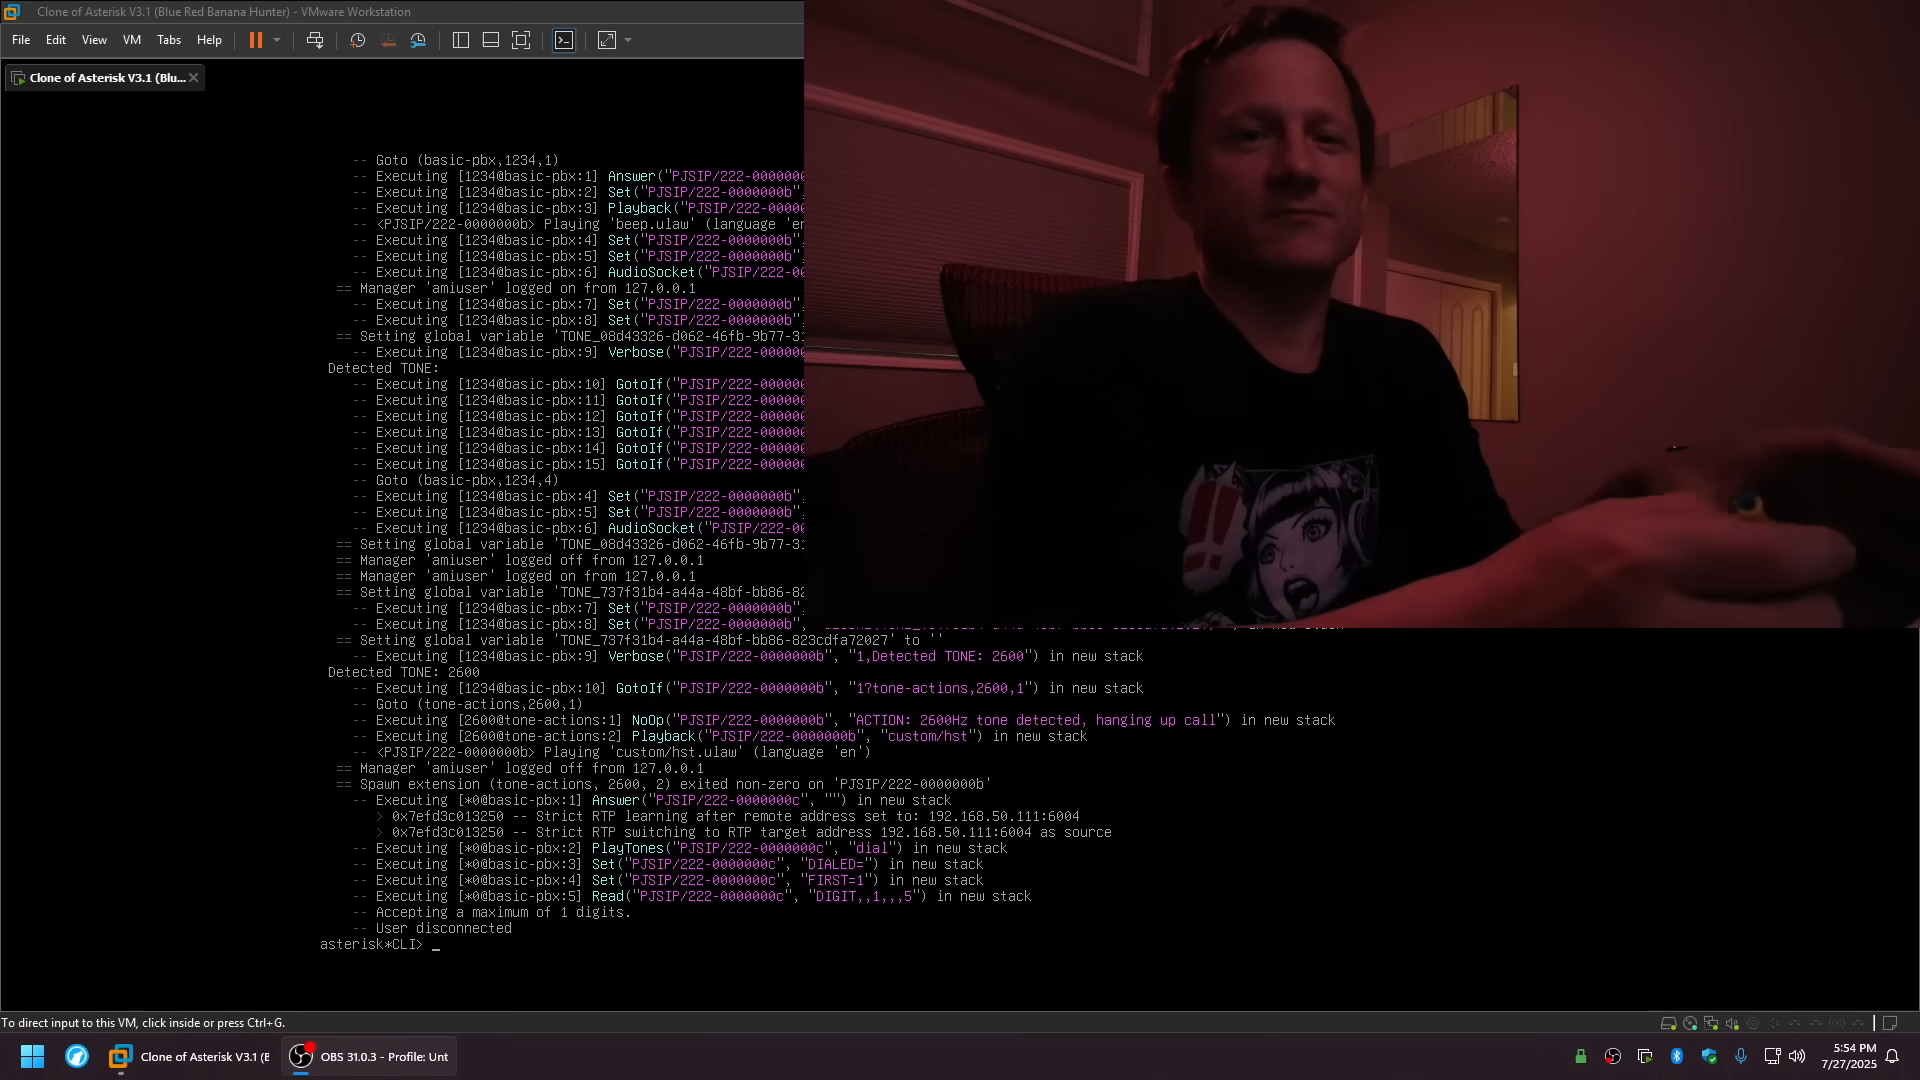 Clone of Asterisk V3.1 (Blue Red Banana Hunter) - VMware Workstation
File Edit View VM Tabs Help
Clone of Asterisk V3.1 (Blu...
-- Goto (basic-pbx,1234,1)
-- Executing [1234@basic-pbx:1] Answer("PJSIP/222-0000000
-- Executing [1234@basic-pbx:2] Set("PJSIP/222-0000000b",
-- Executing [1234@basic-pbx:3] Playback("PJSIP/222-00000
-- <PJSIP/222-0000000b> Playing 'beep.ulaw' (language 'en
-- Executing [1234@basic-pbx:4] Set("PJSIP/222-0000000b",
-- Executing [1234@basic-pbx:5] Set("PJSIP/222-0000000b",
-- Executing [1234@basic-pbx:6] AudioSocket("PJSIP/222-00
== Manager 'amiuser' logged on from 127.0.0.1
-- Executing [1234@basic-pbx:7] Set("PJSIP/222-0000000b",
-- Executing [1234@basic-pbx:8] Set("PJSIP/222-0000000b",
== Setting global variable 'TONE_08d43326-d062-46fb-9b77-31
-- Executing [1234@basic-pbx:9] Verbose("PJSIP/222-000000
Detected TONE:
-- Executing [1234@basic-pbx:10] GotoIf("PJSIP/222-000000
-- Executing [1234@basic-pbx:11] GotoIf("PJSIP/222-000000
-- Executing [1234@basic-pbx:12] GotoIf("PJSIP/222-000000
-- Executing [1234@basic-pbx:13] GotoIf("PJSIP/222-000000
-- Executing [1234@basic-pbx:14] GotoIf("PJSIP/222-000000
-- Executing [1234@basic-pbx:15] GotoIf("PJSIP/222-000000
-- Goto (basic-pbx,1234,4)
-- Executing [1234@basic-pbx:4] Set("PJSIP/222-0000000b",
-- Executing [1234@basic-pbx:5] Set("PJSIP/222-0000000b",
-- Executing [1234@basic-pbx:6] AudioSocket("PJSIP/222-00
== Setting global variable 'TONE_08d43326-d062-46fb-9b77-31
== Manager 'amiuser' logged off from 127.0.0.1
== Manager 'amiuser' logged on from 127.0.0.1
== Setting global variable 'TONE_737f31b4-a44a-48bf-bb86-82
-- Executing [1234@basic-pbx:7] Set("PJSIP/222-0000000b",
-- Executing [1234@basic-pbx:8] Set("PJSIP/222-0000000b",
== Setting global variable 'TONE_737f31b4-a44a-48bf-bb86-823cdfa72027' to ''
-- Executing [1234@basic-pbx:9] Verbose("PJSIP/222-0000000b", "1,Detected TONE: 2600") in new stack
Detected TONE: 2600
-- Executing [1234@basic-pbx:10] GotoIf("PJSIP/222-0000000b", "1?tone-actions,2600,1") in new stack
-- Goto (tone-actions,2600,1)
-- Executing [2600@tone-actions:1] NoOp("PJSIP/222-0000000b", "ACTION: 2600Hz tone detected, hanging up call") in new stack
-- Executing [2600@tone-actions:2] Playback("PJSIP/222-0000000b", "custom/hst") in new stack
-- <PJSIP/222-0000000b> Playing 'custom/hst.ulaw' (language 'en')
== Manager 'amiuser' logged off from 127.0.0.1
== Spawn extension (tone-actions, 2600, 2) exited non-zero on 'PJSIP/222-0000000b'
-- Executing [*0@basic-pbx:1] Answer("PJSIP/222-0000000c", "") in new stack
> 0x7efd3c013250 -- Strict RTP learning after remote address set to: 192.168.50.111:6004
> 0x7efd3c013250 -- Strict RTP switching to RTP target address 192.168.50.111:6004 as source
-- Executing [*0@basic-pbx:2] PlayTones("PJSIP/222-0000000c", "dial") in new stack
-- Executing [*0@basic-pbx:3] Set("PJSIP/222-0000000c", "DIALED=") in new stack
-- Executing [*0@basic-pbx:4] Set("PJSIP/222-0000000c", "FIRST=1") in new stack
-- Executing [*0@basic-pbx:5] Read("PJSIP/222-0000000c", "DIGIT,,1,,,5") in new stack
-- Accepting a maximum of 1 digits.
-- User disconnected
asterisk*CLI> _
To direct input to this VM, click inside or press Ctrl+G.
Clone of Asterisk V3.1 (B
OBS 31.0.3 - Profile: Unt
5:54 PM
7/27/2025